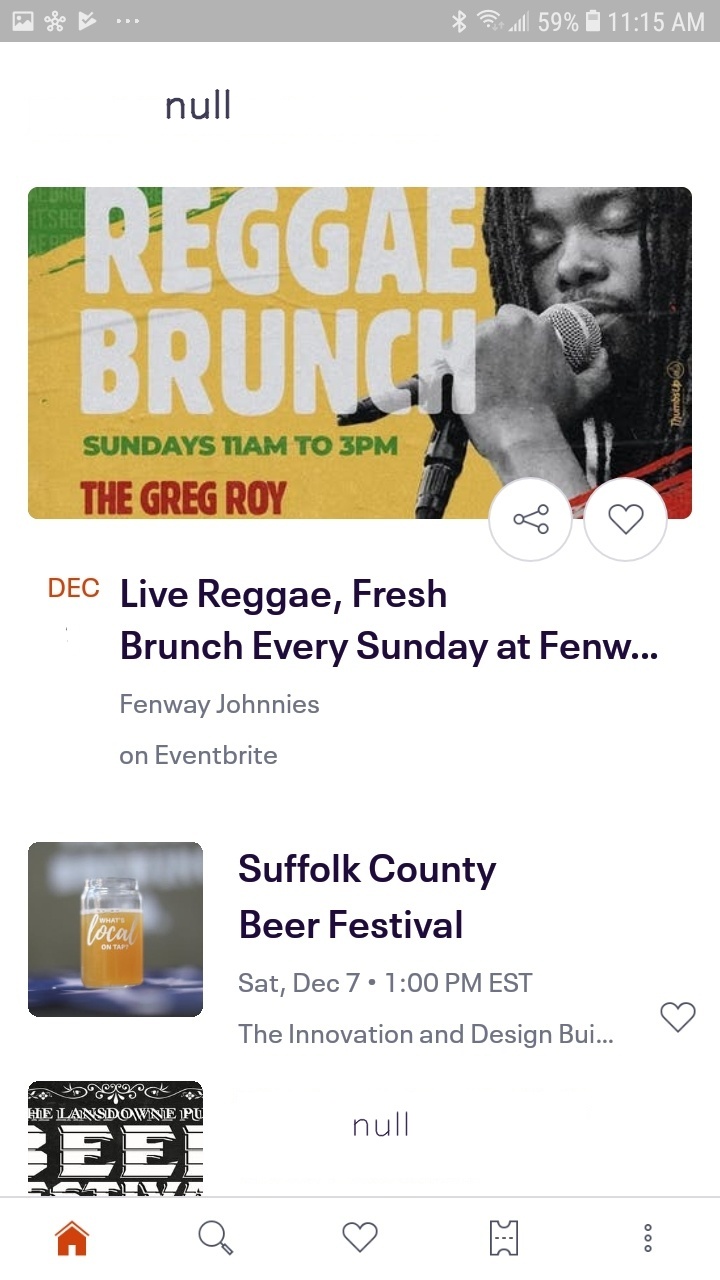 59% 11:15 AM
null
REGGAE
BRUNCH
SUNDAYS 11AM TO 3PM
THE GREG ROY
ThumbsUp
DEC
Live Reggae, Fresh
Brunch Every Sunday at Fenw...
Fenway Johnnies
on Eventbrite
WHAT'S
local
ON TAP?
Suffolk County
Beer Festival
Sat, Dec 7 • 1:00 PM EST
The Innovation and Design Bui...
HE LANSDOWNE PU
null